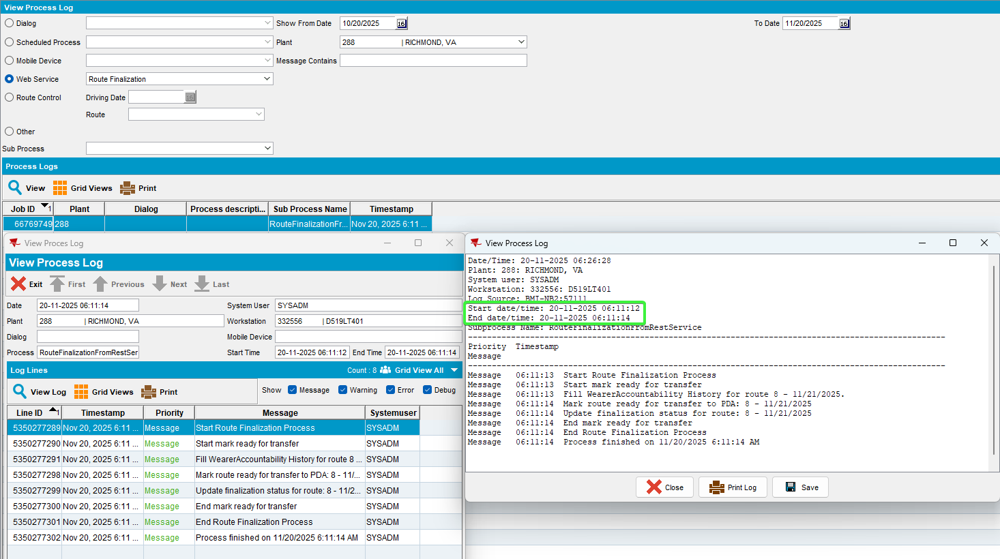 View Process Log
Dialog Show From Date 10/20/2025 16 To Date 11/20/2025 16
Scheduled Process Plant 288 | RICHMOND, VA
Mobile Device Message Contains
Web Service Route Finalization
Route Control Driving Date 16
Route
Other
Sub Process
Process Logs
View Grid Views Print
Job ID 1 Plant Dialog Process descripti... Sub Process Name Timestamp
66769749 288 RouteFinalizationFr... Nov 20, 2025 6:11 ...
View Proces Log
View Process Log
Exit First Previous Next Last
Date 20-11-2025 06:11:14 System User SYSADM
Plant 288 | RICHMOND, VA Workstation 332556 | D519LT401
Dialog Mobile Device
Process RouteFinalizationFromRestSer Start Time 20-11-2025 06:11:12 End Time 20-11-2025 06:11:14
Log Lines Count : 8 Grid View All
View Log Grid Views Print Show Message Warning Error Debug
Line ID 1 Timestamp Priority Message Systemuser
5350277289 Nov 20, 2025 6:11 ... Message Start Route Finalization Process SYSADM
5350277290 Nov 20, 2025 6:11 ... Message Start mark ready for transfer SYSADM
5350277291 Nov 20, 2025 6:11 ... Message Fill WearerAccountability History for route 8 ... SYSADM
5350277298 Nov 20, 2025 6:11 ... Message Mark route ready for transfer to PDA: 8 - 11/... SYSADM
5350277299 Nov 20, 2025 6:11 ... Message Update finalization status for route: 8 - 11/2... SYSADM
5350277300 Nov 20, 2025 6:11 ... Message End mark ready for transfer SYSADM
5350277301 Nov 20, 2025 6:11 ... Message End Route Finalization Process SYSADM
5350277302 Nov 20, 2025 6:11 ... Message Process finished on 11/20/2025 6:11:14 AM SYSADM
View Process Log
Date/Time: 20-11-2025 06:26:28
Plant: 288: RICHMOND, VA
System user: SYSADM
Workstation: 332556: D519LT401
Log Source: BMI-NB2:57111
Start date/time: 20-11-2025 06:11:12
End date/time: 20-11-2025 06:11:14
Subprocess Name: RouteFinalizationFromRestService
Priority Timestamp
Message
Message 06:11:13 Start Route Finalization Process
Message 06:11:13 Start mark ready for transfer
Message 06:11:13 Fill WearerAccountability History for route 8 - 11/21/2025.
Message 06:11:14 Mark route ready for transfer to PDA: 8 - 11/21/2025
Message 06:11:14 Update finalization status for route: 8 - 11/21/2025
Message 06:11:14 End mark ready for transfer
Message 06:11:14 End Route Finalization Process
Message 06:11:14 Process finished on 11/20/2025 6:11:14 AM
Close Print Log Save